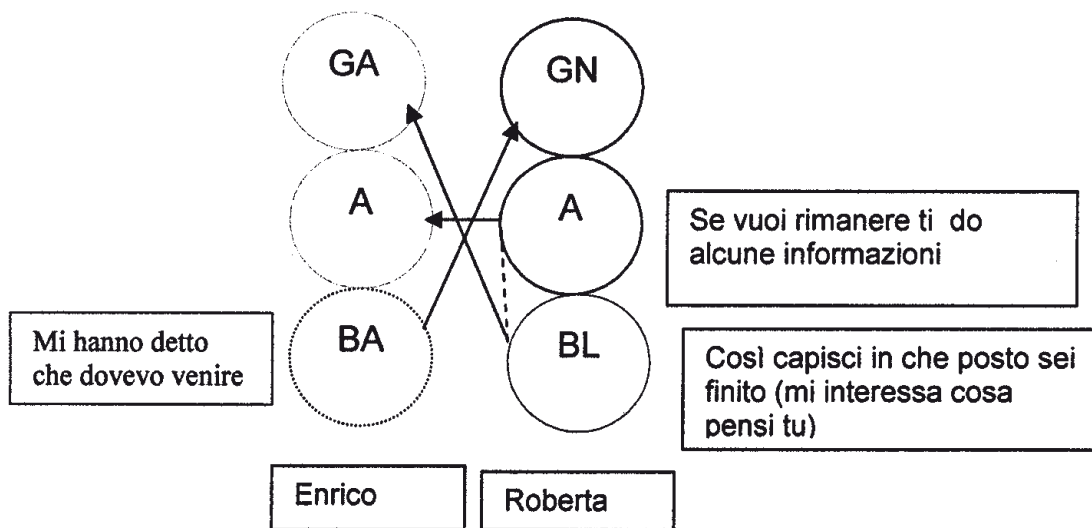 GA
GN
A
A
Se vuoi rimanere ti do
alcune informazioni
BA
BL
Mi hanno detto
che dovevo venire
Così capisci in che posto sei
finito (mi interessa cosa
pensi tu)
Enrico
Roberta